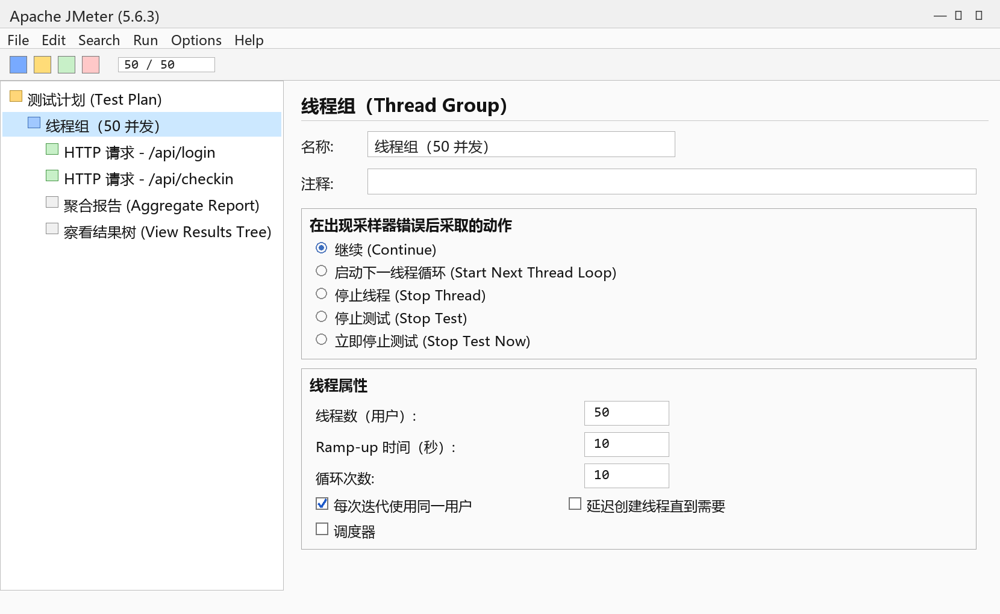 Apache JMeter (5.6.3)
File Edit Search Run Options Help
50 / 50
测试计划 (Test Plan)
线程组（50 并发）
HTTP 请求 - /api/login
HTTP 请求 - /api/checkin
聚合报告 (Aggregate Report)
察看结果树 (View Results Tree)
线程组（Thread Group）
名称: 线程组（50 并发）
注释:
在出现采样器错误后采取的动作
继续 (Continue)
启动下一线程循环 (Start Next Thread Loop)
停止线程 (Stop Thread)
停止测试 (Stop Test)
立即停止测试 (Stop Test Now)
线程属性
线程数（用户）: 50
Ramp-up 时间（秒）: 10
循环次数: 10
每次迭代使用同一用户 延迟创建线程直到需要
调度器